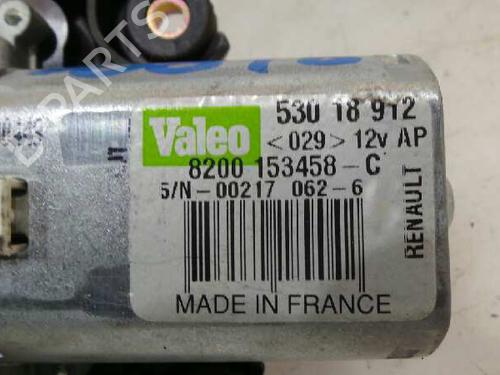 Valeo
530 18 912
<029> 12v AP
8200 153458-C
S/N-00217 062-6
RENAULT
MADE IN FRANCE